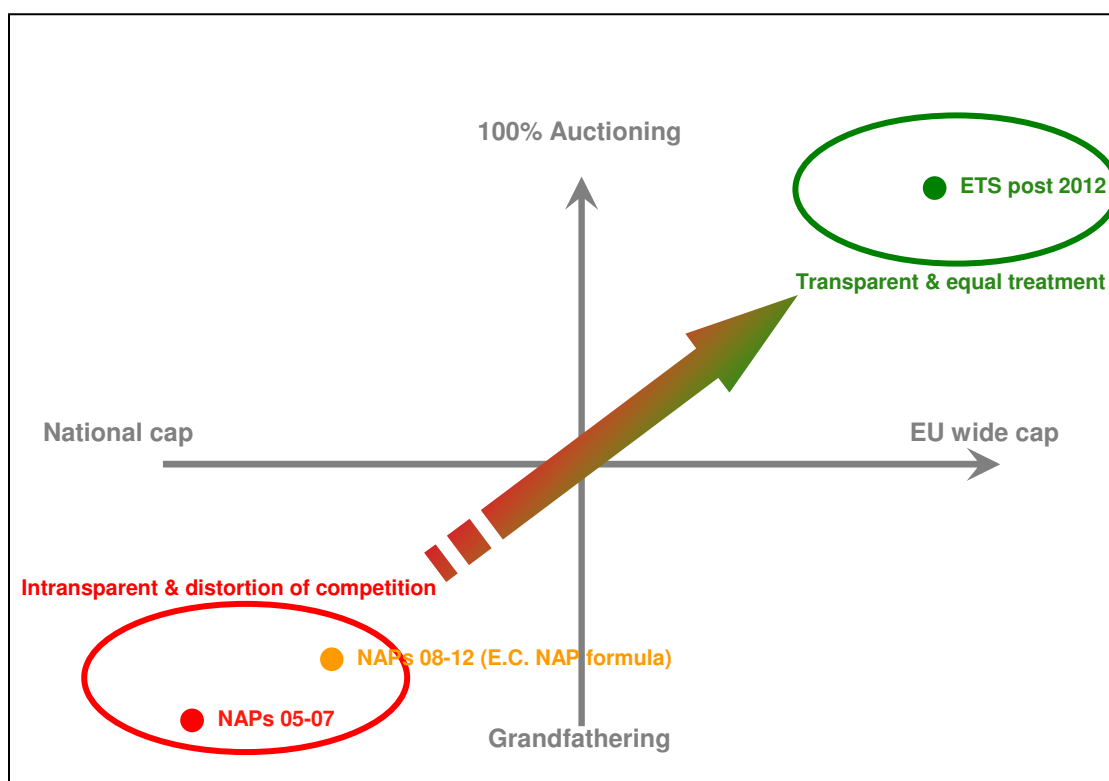 100% Auctioning
ETS post 2012
Transparent & equal treatment
National cap
EU wide cap
Intransparent & distortion of competition
NAPs 08-12 (E.C. NAP formula)
NAPs 05-07
Grandfathering